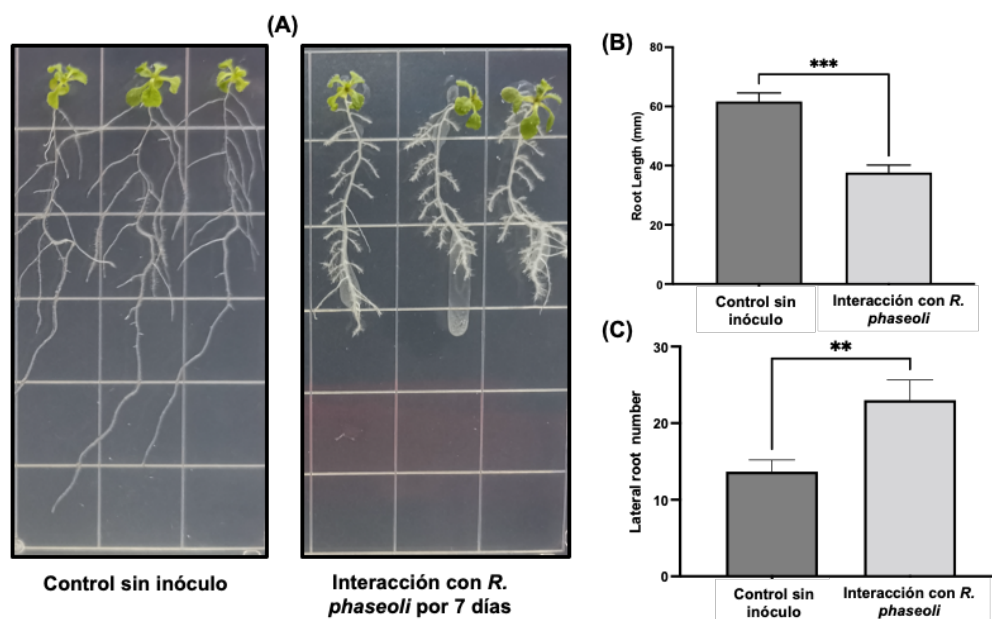 (A)
Control sin inóculo
Interacción con R.
phaseoli por 7 días
(B)
80
60
40
20
0
Root Length (mm)
***
Control sin
inóculo
Interacción con R.
phaseoli
(C)
30
20
10
0
Lateral root number
**
Control sin
inóculo
Interacción con R.
phaseoli